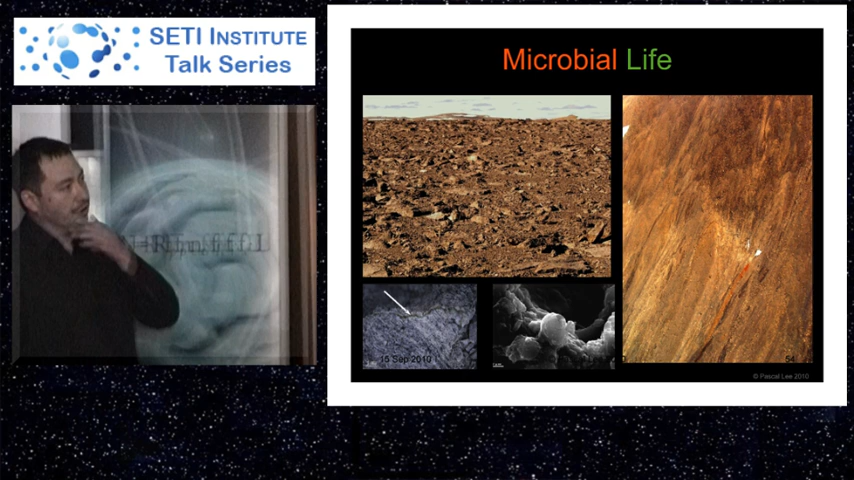 SETI INSTITUTE
Talk Series
Microbial Life
15 Sep 2010
54
© Pascal Lee 2010